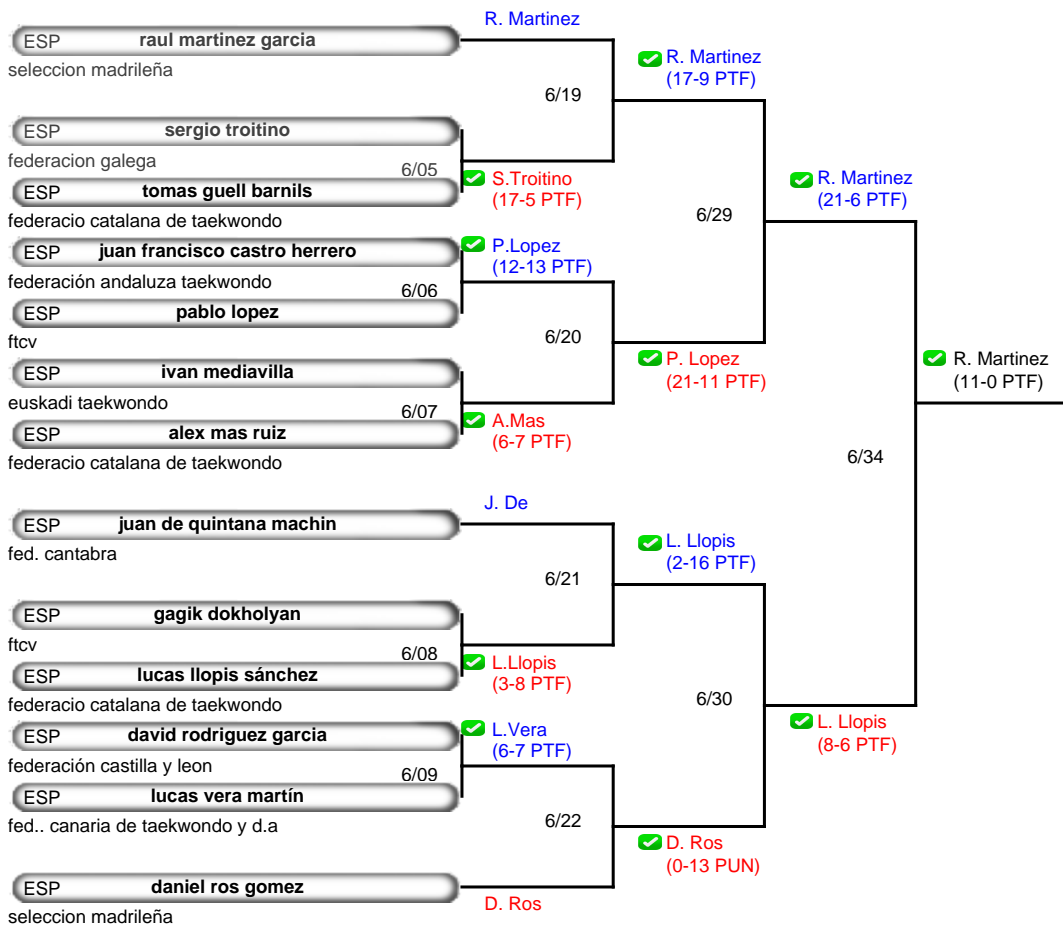 R. Martinez
ESP raul martinez garcia
seleccion madrileña
R. Martinez
(17-9 PTF)
6/19
ESP sergio troitino
federacion galega
6/05
ESP tomas guell barnils
S.Troitino
(17-5 PTF)
federacio catalana de taekwondo
R. Martinez
(21-6 PTF)
6/29
ESP juan francisco castro herrero
P.Lopez
(12-13 PTF)
federación andaluza taekwondo
6/06
ESP pablo lopez
ftcv
6/20
ESP ivan mediavilla
P. Lopez
(21-11 PTF)
euskadi taekwondo
6/07
A.Mas
(6-7 PTF)
ESP alex mas ruiz
federacio catalana de taekwondo
R. Martinez
(11-0 PTF)
6/34
J. De
ESP juan de quintana machin
fed. cantabra
L. Llopis
(2-16 PTF)
6/21
ESP gagik dokholyan
ftcv
6/08
L.Llopis
(3-8 PTF)
ESP lucas llopis sánchez
federacio catalana de taekwondo
6/30
L. Llopis
(8-6 PTF)
ESP david rodriguez garcia
L.Vera
(6-7 PTF)
federación castilla y leon
6/09
ESP lucas vera martín
fed.. canaria de taekwondo y d.a
6/22
D. Ros
(0-13 PUN)
ESP daniel ros gomez
D. Ros
seleccion madrileña